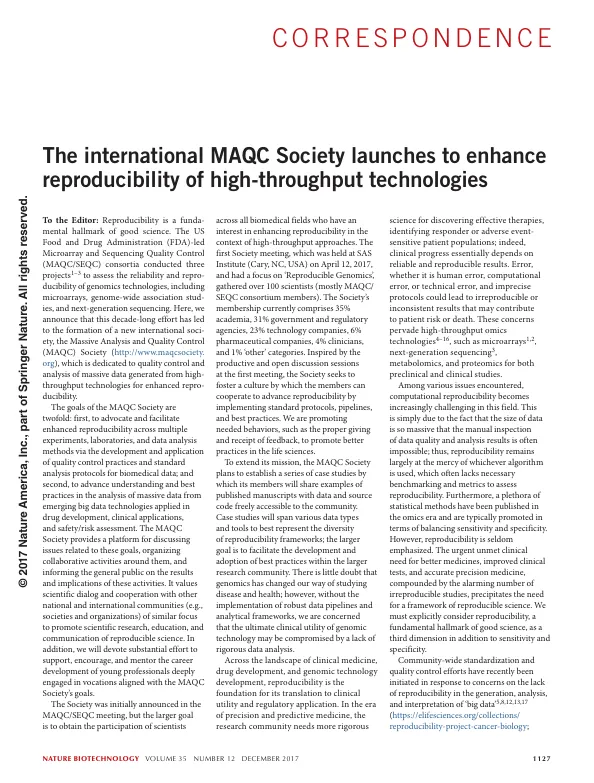 CORRESPONDENCE
The international MAQC Society launches to enhance
reproducibility of high-throughput technologies
To the Editor: Reproducibility is a funda-
mental hallmark of good science. The US
Food and Drug Administration (FDA)-led
Microarray and Sequencing Quality Control
(MAQC/SEQC) consortia conducted three
projects1–3 to assess the reliability and repro-
ducibility of genomics technologies, including
microarrays, genome-wide association stud-
ies, and next-generation sequencing. Here, we
announce that this decade-long effort has led
to the formation of a new international soci-
ety, the Massive Analysis and Quality Control
(MAQC) Society (http://www.maqcsociety.
org), which is dedicated to quality control and
analysis of massive data generated from high-
throughput technologies for enhanced repro-
ducibility.
The goals of the MAQC Society are
twofold: first, to advocate and facilitate
enhanced reproducibility across multiple
experiments, laboratories, and data analysis
methods via the development and application
of quality control practices and standard
analysis protocols for biomedical data; and
second, to advance understanding and best
practices in the analysis of massive data from
emerging big data technologies applied in
drug development, clinical applications,
and safety/risk assessment. The MAQC
Society provides a platform for discussing
issues related to these goals, organizing
collaborative activities around them, and
informing the general public on the results
and implications of these activities. It values
scientific dialog and cooperation with other
national and international communities (e.g.,
societies and organizations) of similar focus
to promote scientific research, education, and
communication of reproducible science. In
addition, we will devote substantial effort to
support, encourage, and mentor the career
development of young professionals deeply
engaged in vocations aligned with the MAQC
Society's goals.
The Society was initially announced in the
MAQC/SEQC meeting, but the larger goal
is to obtain the participation of scientists
across all biomedical fields who have an
interest in enhancing reproducibility in the
context of high-throughput approaches. The
first Society meeting, which was held at SAS
Institute (Cary, NC, USA) on April 12, 2017,
and had a focus on 'Reproducible Genomics',
gathered over 100 scientists (mostly MAQC/
SEQC consortium members). The Society's
membership currently comprises 35%
academia, 31% government and regulatory
agencies, 23% technology companies, 6%
pharmaceutical companies, 4% clinicians,
and 1% 'other' categories. Inspired by the
productive and open discussion sessions
at the first meeting, the Society seeks to
foster a culture by which the members can
cooperate to advance reproducibility by
implementing standard protocols, pipelines,
and best practices. We are promoting
needed behaviors, such as the proper giving
and receipt of feedback, to promote better
practices in the life sciences.
To extend its mission, the MAQC Society
plans to establish a series of case studies by
which its members will share examples of
published manuscripts with data and source
code freely accessible to the community.
Case studies will span various data types
and tools to best represent the diversity
of reproducibility frameworks; the larger
goal is to facilitate the development and
adoption of best practices within the larger
research community. There is little doubt that
genomics has changed our way of studying
disease and health; however, without the
implementation of robust data pipelines and
analytical frameworks, we are concerned
that the ultimate clinical utility of genomic
technology may be compromised by a lack of
rigorous data analysis.
Across the landscape of clinical medicine,
drug development, and genomic technology
development, reproducibility is the
foundation for its translation to clinical
utility and regulatory application. In the era
of precision and predictive medicine, the
research community needs more rigorous
science for discovering effective therapies,
identifying responder or adverse event-
sensitive patient populations; indeed,
clinical progress essentially depends on
reliable and reproducible results. Error,
whether it is human error, computational
error, or technical error, and imprecise
protocols could lead to irreproducible or
inconsistent results that may contribute
to patient risk or death. These concerns
pervade high-throughput omics
technologies4–16, such as microarrays1,2,
next-generation sequencing3,
metabolomics, and proteomics for both
preclinical and clinical studies.
Among various issues encountered,
computational reproducibility becomes
increasingly challenging in this field. This
is simply due to the fact that the size of data
is so massive that the manual inspection
of data quality and analysis results is often
impossible; thus, reproducibility remains
largely at the mercy of whichever algorithm
is used, which often lacks necessary
benchmarking and metrics to assess
reproducibility. Furthermore, a plethora of
statistical methods have been published in
the omics era and are typically promoted in
terms of balancing sensitivity and specificity.
However, reproducibility is seldom
emphasized. The urgent unmet clinical
need for better medicines, improved clinical
tests, and accurate precision medicine,
compounded by the alarming number of
irreproducible studies, precipitates the need
for a framework of reproducible science. We
must explicitly consider reproducibility, a
fundamental hallmark of good science, as a
third dimension in addition to sensitivity and
specificity.
Community-wide standardization and
quality control efforts have recently been
initiated in response to concerns on the lack
of reproducibility in the generation, analysis,
and interpretation of 'big data'5,8,12,13,17
(https://elifesciences.org/collections/
reproducibility-project-cancer-biology;
NATURE BIOTECHNOLOGY VOLUME 35 NUMBER 12 DECEMBER 2017
1127
© 2017 Nature America, Inc., part of Springer Nature. All rights reserved.